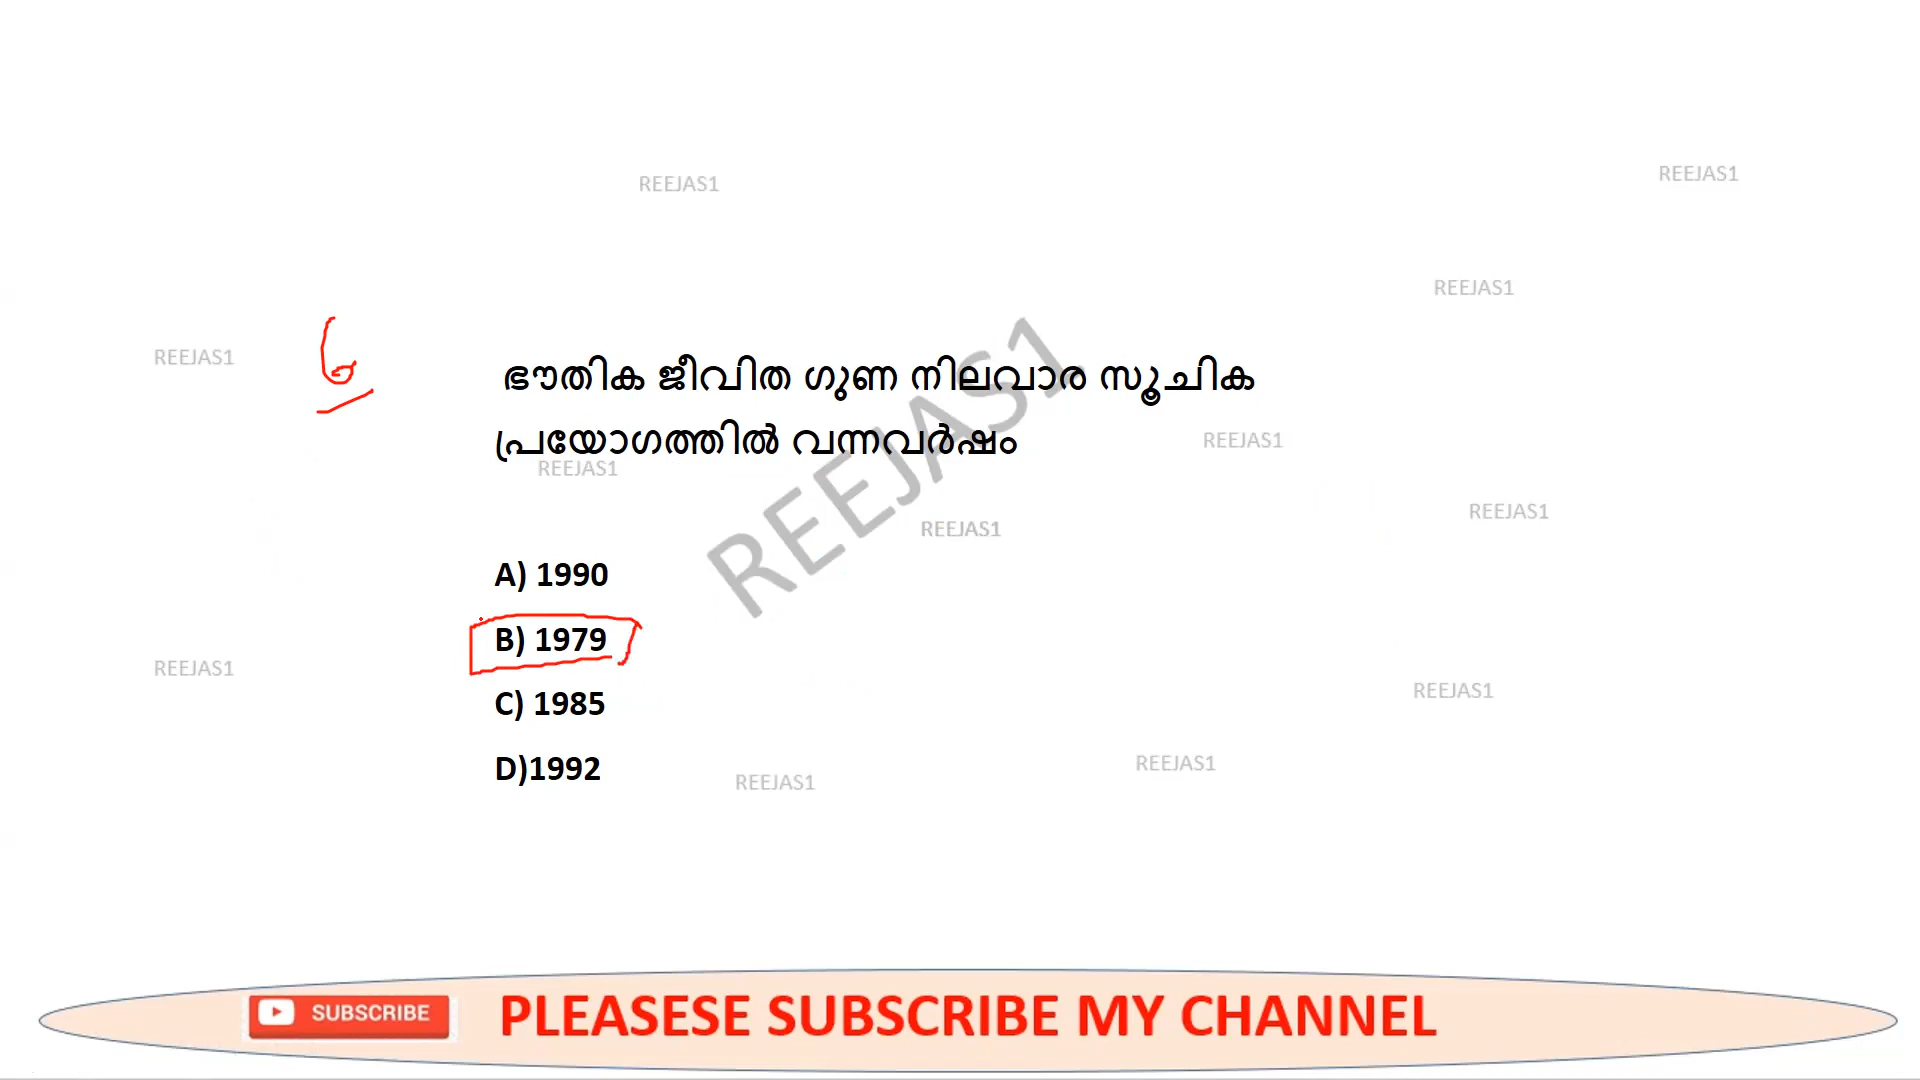 REEJAS1
REEJAS1
REEJAS1
REEJAS1
6
ഭൗതിക ജീവിത ഗുണ നിലവാര സൂചിക
പ്രയോഗത്തിൽ വന്നവർഷം
REEJAS1
REEJAS1
REEJAS1
REEJAS1
REEJAS1
A) 1990
B) 1979
REEJAS1
REEJAS1
C) 1985
D)1992
REEJAS1
REEJAS1
SUBSCRIBE
PLEASESE SUBSCRIBE MY CHANNEL